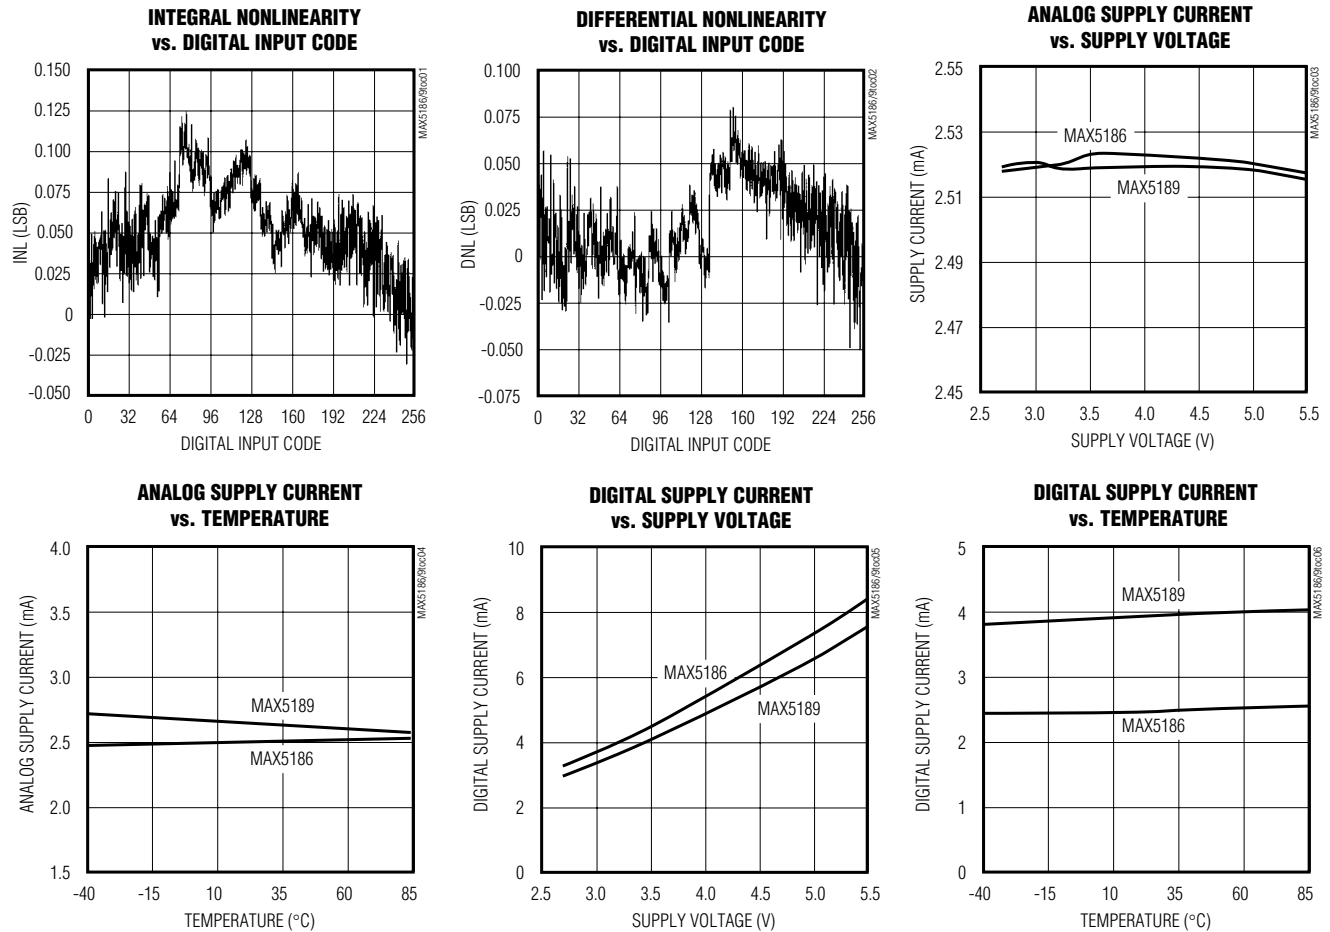 INTEGRAL NONLINEARITY
vs. DIGITAL INPUT CODE
0.150
0.125
0.100
0.075
0.050
0.025
0
-0.025
-0.050
INL (LSB)
0 32 64 96 128 160 192 224 256
DIGITAL INPUT CODE
MAX5186/9toc01
DIFFERENTIAL NONLINEARITY
vs. DIGITAL INPUT CODE
0.100
0.075
0.050
0.025
0
-0.025
-0.050
-0.075
DNL (LSB)
0 32 64 96 128 160 192 224 256
DIGITAL INPUT CODE
MAX5186/9toc02
ANALOG SUPPLY CURRENT
vs. SUPPLY VOLTAGE
2.55
2.53
2.51
2.49
2.47
2.45
SUPPLY CURRENT (mA)
MAX5186
MAX5189
2.5 3.0 3.5 4.0 4.5 5.0 5.5
SUPPLY VOLTAGE (V)
MAX5186/9toc03
ANALOG SUPPLY CURRENT
vs. TEMPERATURE
4.0
3.5
3.0
2.5
2.0
1.5
ANALOG SUPPLY CURRENT (mA)
MAX5189
MAX5186
-40 -15 10 35 60 85
TEMPERATURE (°C)
MAX5186/9toc04
DIGITAL SUPPLY CURRENT
vs. SUPPLY VOLTAGE
10
8
6
4
2
0
DIGITAL SUPPLY CURRENT (mA)
MAX5186
MAX5189
2.5 3.0 3.5 4.0 4.5 5.0 5.5
SUPPLY VOLTAGE (V)
MAX5186/9toc05
DIGITAL SUPPLY CURRENT
vs. TEMPERATURE
5
4
3
2
1
0
DIGITAL SUPPLY CURRENT (mA)
MAX5189
MAX5186
-40 -15 10 35 60 85
TEMPERATURE (°C)
MAX5186/9toc06